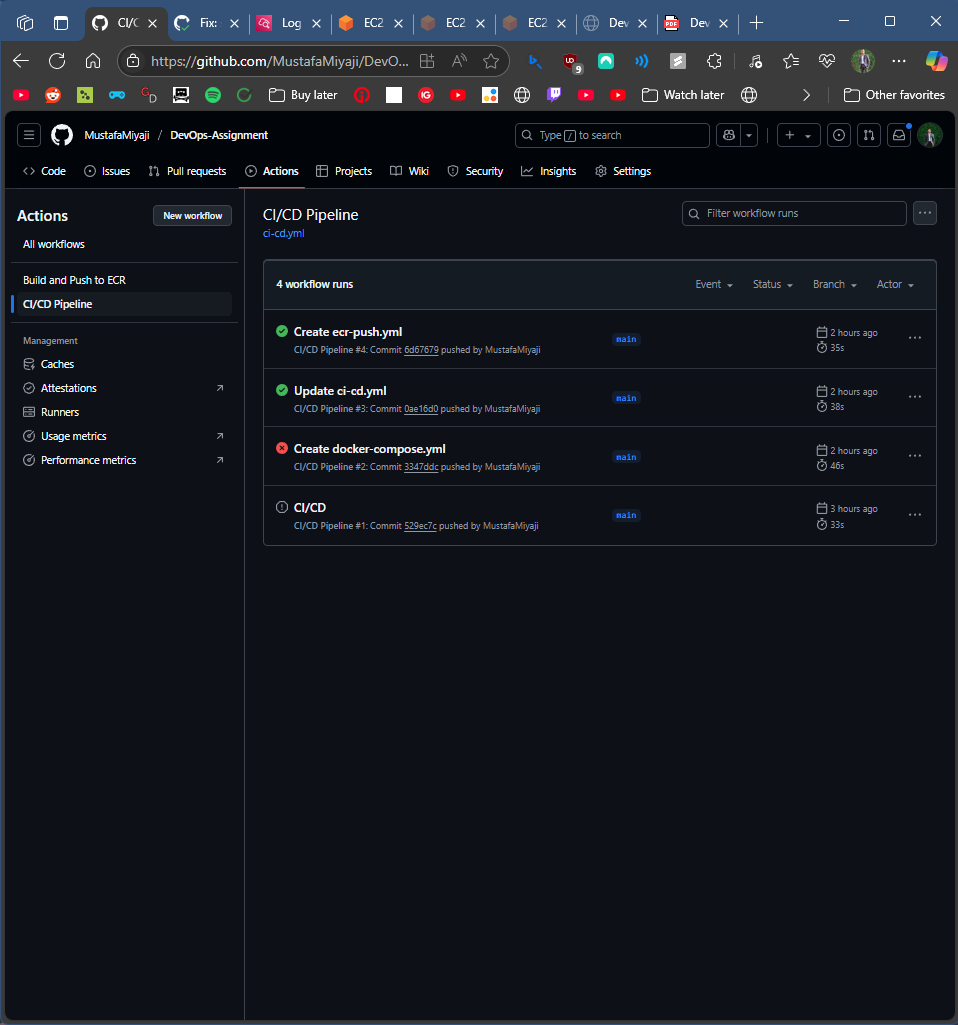 CI/C
Fix:
Log
EC2
EC2
EC2
Dev
PDF
Dev
https://github.com/MustafaMiyaji/DevO...
UD
9
Buy later
IG
Watch later
Other favorites
MustafaMiyaji / DevOps-Assignment
Type / to search
Code
Issues
Pull requests
Actions
Projects
Wiki
Security
Insights
Settings
Actions
New workflow
All workflows
Build and Push to ECR
CI/CD Pipeline
Management
Caches
Attestations
Runners
Usage metrics
Performance metrics
CI/CD Pipeline
ci-cd.yml
Filter workflow runs
4 workflow runs
Event
Status
Branch
Actor
Create ecr-push.yml
CI/CD Pipeline #4: Commit 6d67679 pushed by MustafaMiyaji
main
2 hours ago
35s
Update ci-cd.yml
CI/CD Pipeline #3: Commit 0ae16d0 pushed by MustafaMiyaji
main
2 hours ago
38s
Create docker-compose.yml
CI/CD Pipeline #2: Commit 3347ddc pushed by MustafaMiyaji
main
2 hours ago
46s
CI/CD
CI/CD Pipeline #1: Commit 529ec7c pushed by MustafaMiyaji
main
3 hours ago
33s